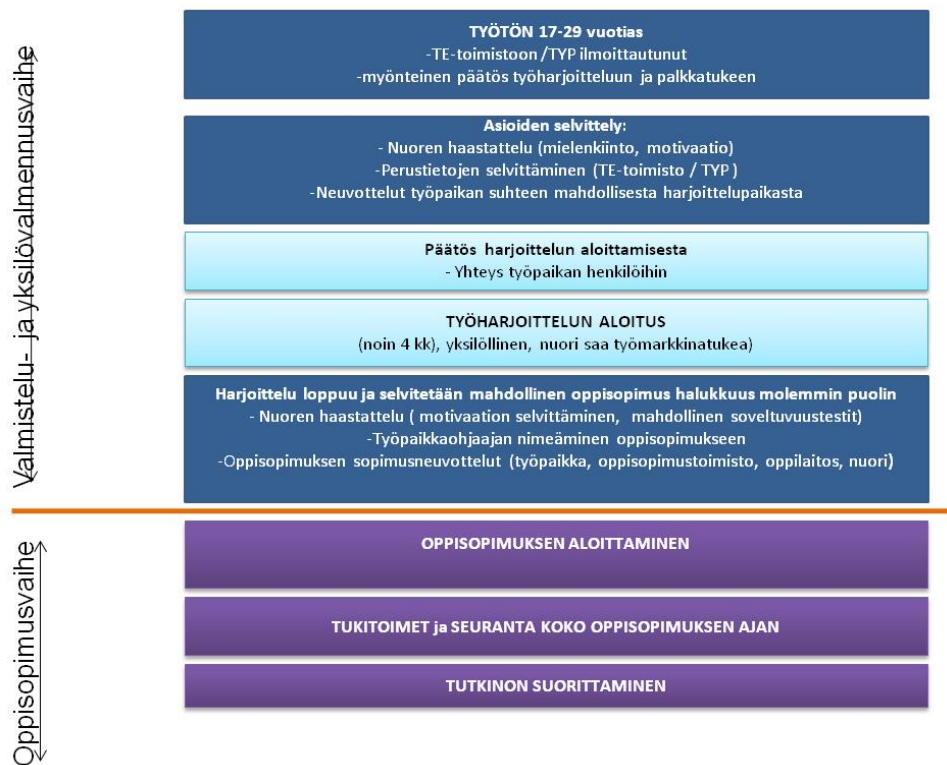 Valmistelu- ja yksilövalmennusvaihe
TYÖTÖN 17-29 vuotias
-TE-toimistoon /TYP ilmoittautunut
-myönteinen päätös työharjoitteluun ja palkkatukeen
Asioiden selvittely:
- Nuoren haastattelu (mielenkiinto, motivaatio)
- Perustietojen selvittäminen (TE-toimisto / TYP )
-Neuvottelut työpaikan suhteen mahdollisesta harjoittelupaikasta
Päätös harjoittelun aloittamisesta
- Yhteys työpaikan henkilöihin
TYÖHARJOITTELUN ALOITUS
(noin 4 kk), yksilöllinen, nuori saa työmarkkinatukea)
Harjoittelu loppuu ja selvitetään mahdollinen oppisopimus halukkuus molemmin puolin
- Nuoren haastattelu ( motivaation selvittäminen, mahdollinen soveltuvuustestit)
-Työpaikkaohjaajan nimeäminen oppisopimukseen
-Oppisopimuksen sopimusneuvottelut (työpaikka, oppisopimustoimisto, oppilaitos, nuori)
Oppisopimusvaihe
OPPISOPIMUKSEN ALOITTAMINEN
TUKITOIMET ja SEURANTA KOKO OPPISOPIMUKSEN AJAN
TUTKINON SUORITTAMINEN